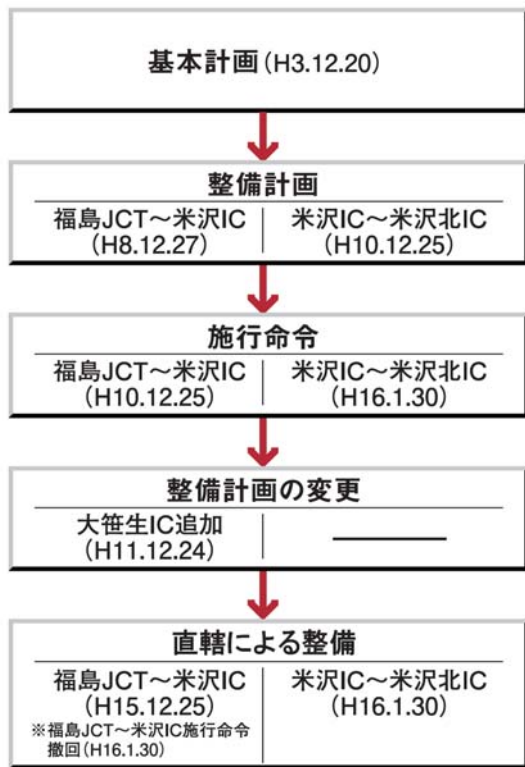 基本計画(H3.12.20)
整備計画
福島JCT～米沢IC
(H8.12.27)
米沢IC～米沢北IC
(H10.12.25)
施行命令
福島JCT～米沢IC
(H10.12.25)
米沢IC～米沢北IC
(H16.1.30)
整備計画の変更
大笹生IC追加
(H11.12.24)
直轄による整備
福島JCT～米沢IC
(H15.12.25)
※福島JCT～米沢IC施行命令
撤回(H16.1.30)
米沢IC～米沢北IC
(H16.1.30)